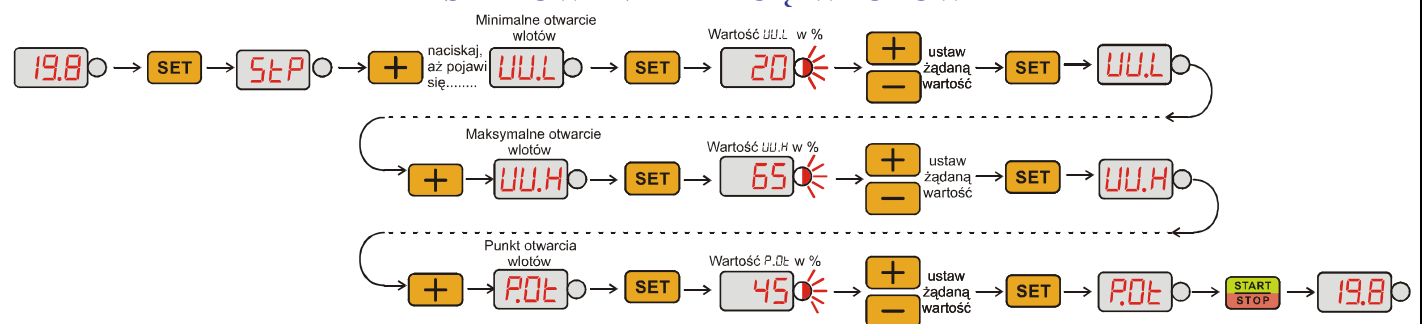 Minimalne otwarcie
wlotów
19.8
SET
StP
+
naciskaj,
aż pojawi
się........
UU.L
SET
Wartość UU.L w %
20
+
−
ustaw
żądaną
wartość
SET
UU.L
+
Maksymalne otwarcie
wlotów
UU.H
SET
Wartość UU.H w %
65
+
−
ustaw
żądaną
wartość
SET
UU.H
+
Punkt otwarcia
wlotów
P.Ot
SET
Wartość P.Ot w %
45
+
−
ustaw
żądaną
wartość
SET
P.Ot
START
STOP
19.8